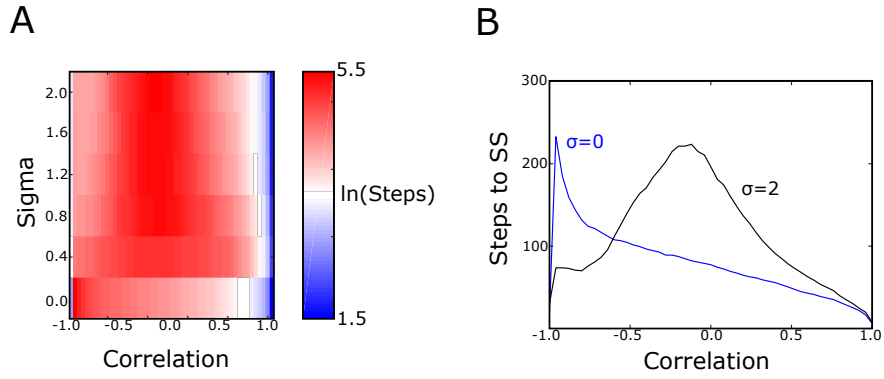 A
B
5.5
ln(Steps)
1.5
Sigma
2.0
1.6
1.2
0.8
0.4
0.0
-1.0 -0.5 0.0 0.5 1.0
Correlation
Steps to SS
300
200
100
σ=0
σ=2
-1.0 -0.5 0.0 0.5 1.0
Correlation